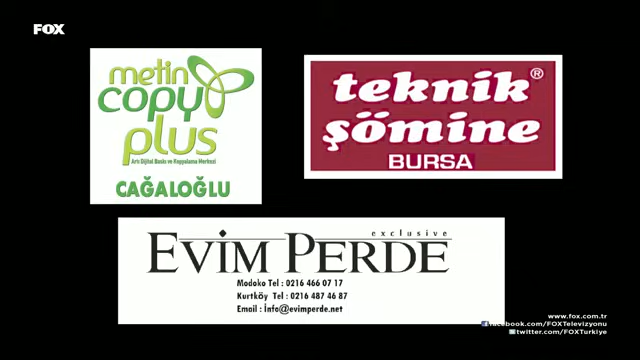 FOX
metin
copy
plus
Artı Dijital Baskı ve Kopyalama Merkezi
CAĞALOĞLU
teknik®
şömine
BURSA
exclusive
EVİM PERDE
Modoko Tel : 0216 466 07 17
Kurtköy Tel : 0216 487 46 87
Email : İnfo@evimperde.net
www.fox.com.tr
facebook.com/FOXTelevizyonu
twitter.com/FOXTurkiye